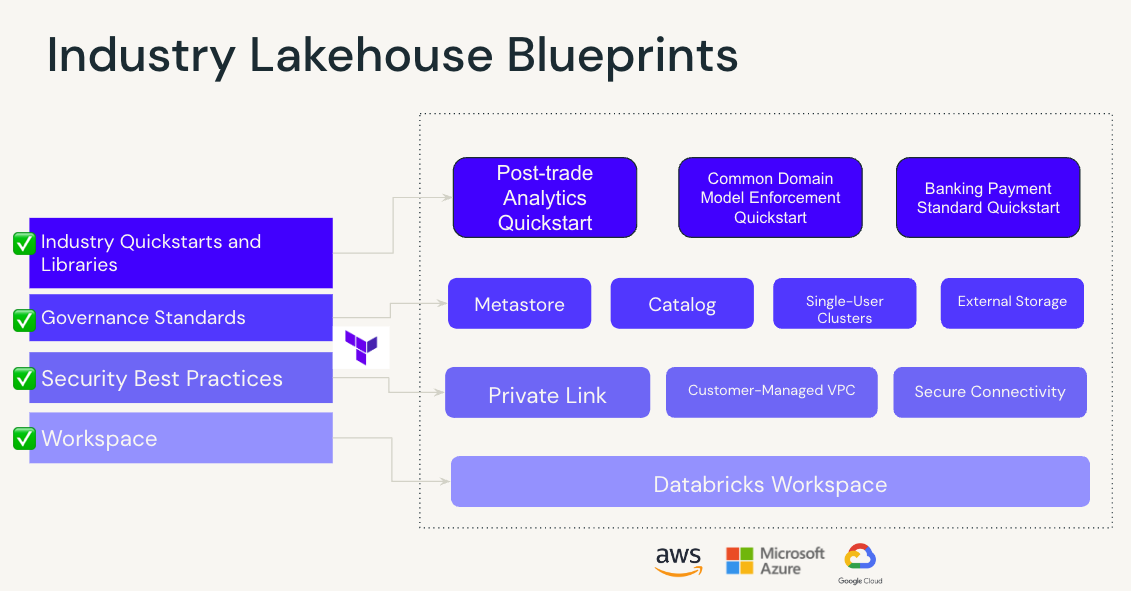 Industry Lakehouse Blueprints
Industry Quickstarts and
Libraries
Governance Standards
Security Best Practices
Workspace
Post-trade
Analytics
Quickstart
Common Domain
Model Enforcement
Quickstart
Banking Payment
Standard Quickstart
Metastore
Catalog
Single-User
Clusters
External Storage
Private Link
Customer-Managed VPC
Secure Connectivity
Databricks Workspace
aws
Microsoft
Azure
Google Cloud